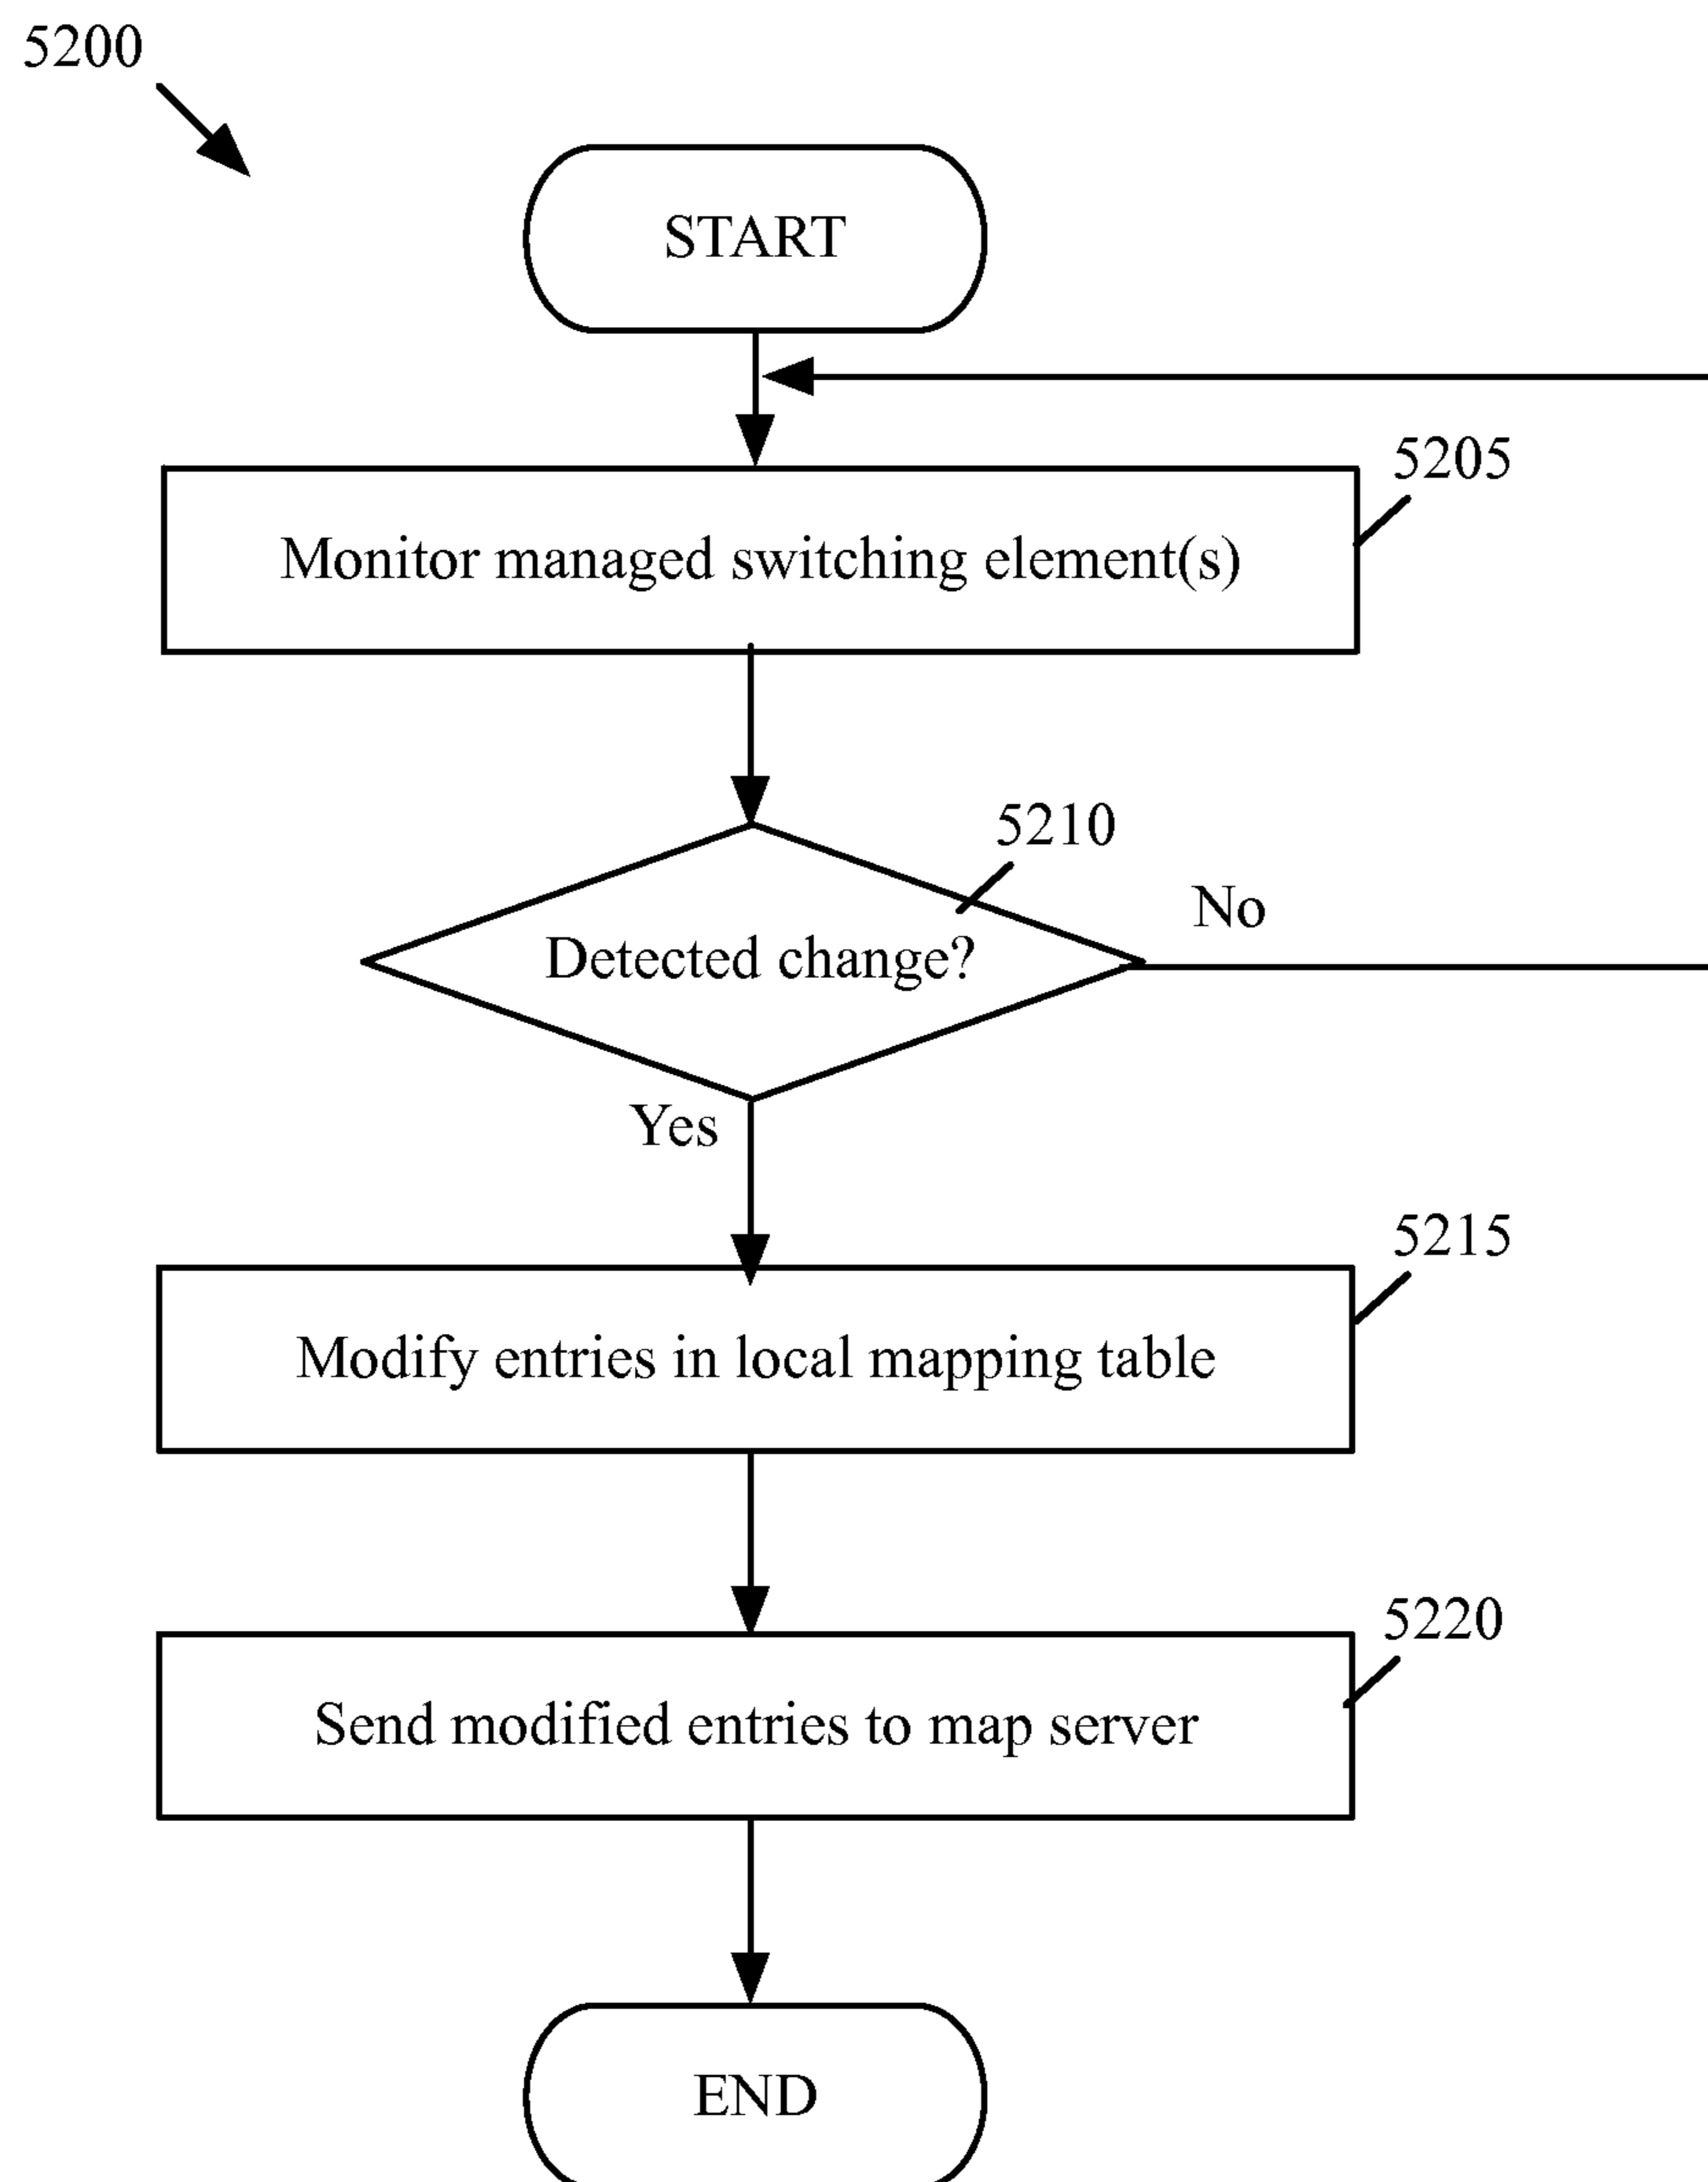 5200
START
5205
Monitor managed switching element(s)
5210
No
Detected change?
Yes
5215
Modify entries in local mapping table
5220
Send modified entries to map server
END